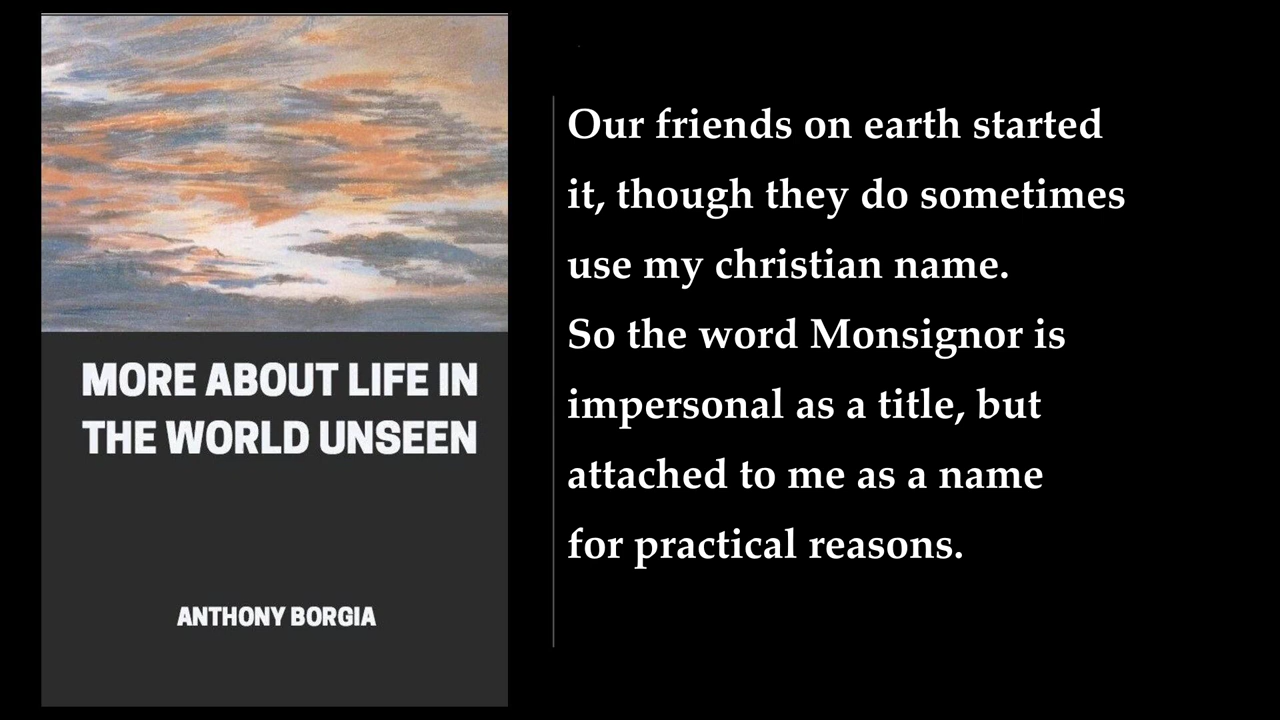 MORE ABOUT LIFE IN
THE WORLD UNSEEN
ANTHONY BORGIA
Our friends on earth started
it, though they do sometimes
use my christian name.
So the word Monsignor is
impersonal as a title, but
attached to me as a name
for practical reasons.